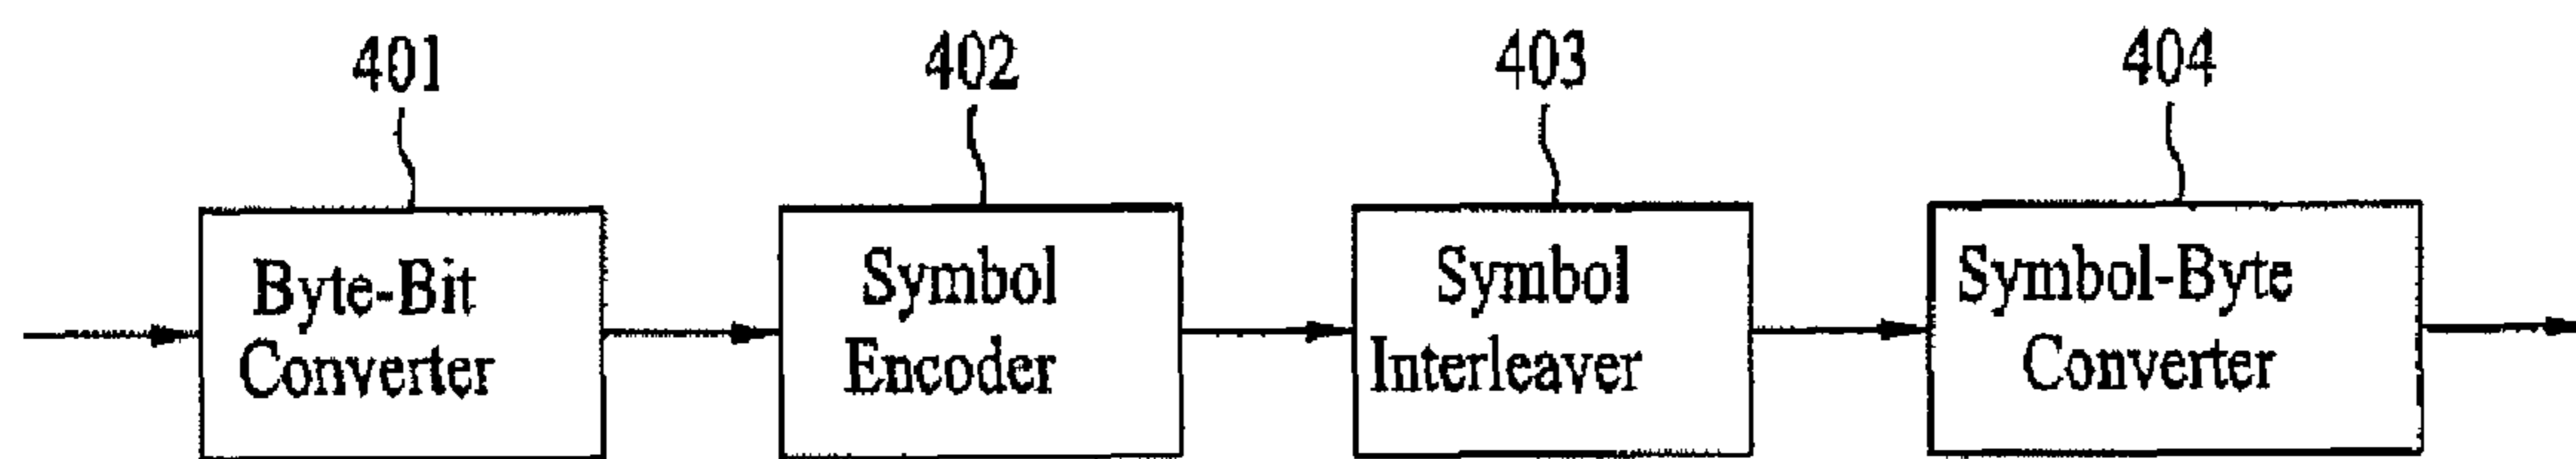 401
402
403
404
Byte-Bit
Converter
Symbol
Encoder
Symbol
Interleaver
Symbol-Byte
Converter